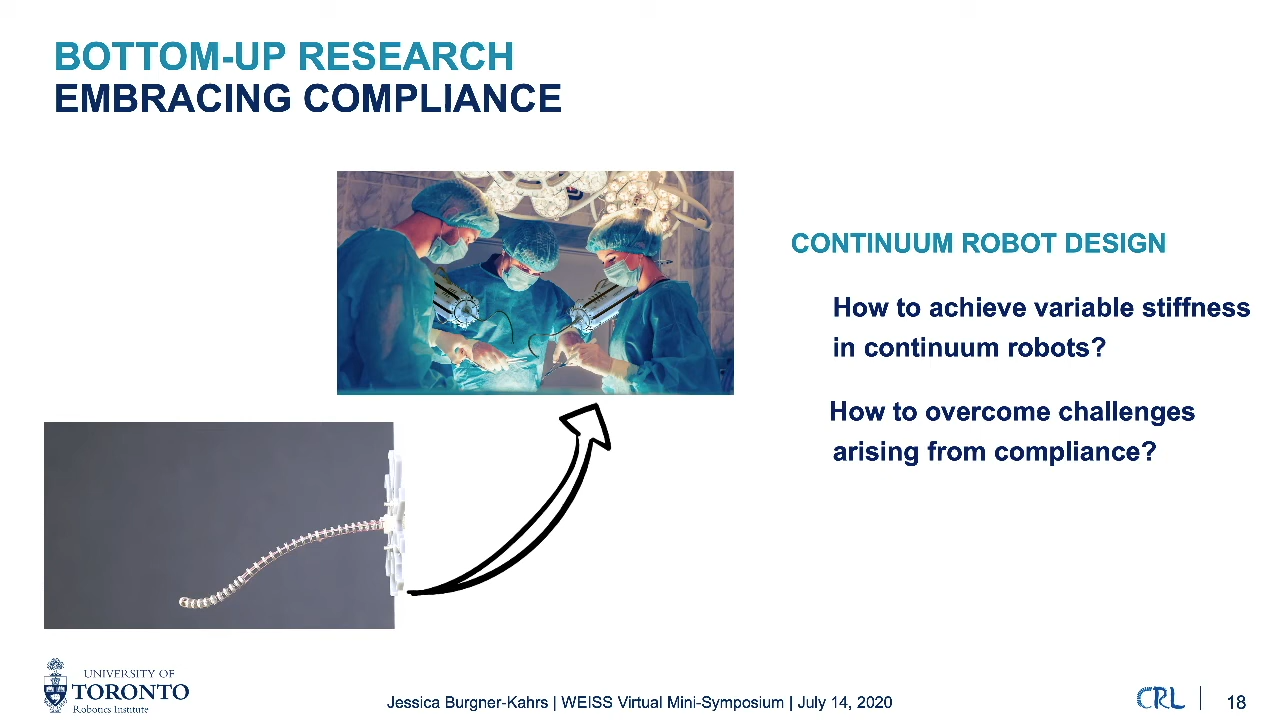 BOTTOM-UP RESEARCH
EMBRACING COMPLIANCE
CONTINUUM ROBOT DESIGN
How to achieve variable stiffness
in continuum robots?
How to overcome challenges
arising from compliance?
UNIVERSITY OF
TORONTO
Robotics Institute
Jessica Burgner-Kahrs | WEISS Virtual Mini-Symposium | July 14, 2020
CRL
18